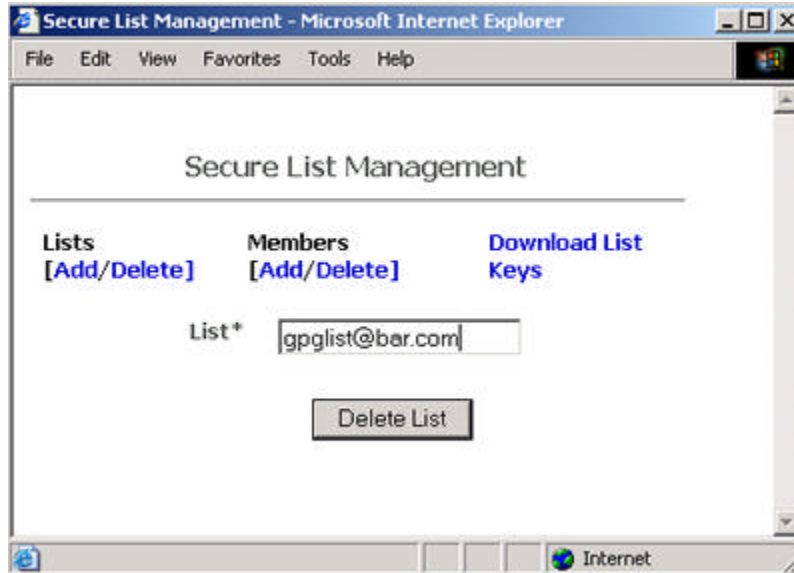 Secure List Management - Microsoft Internet Explorer
File Edit View Favorites Tools Help
Secure List Management
Lists Members Download List
[Add/Delete] [Add/Delete] Keys
List* gpglist@bar.com
Delete List
Internet